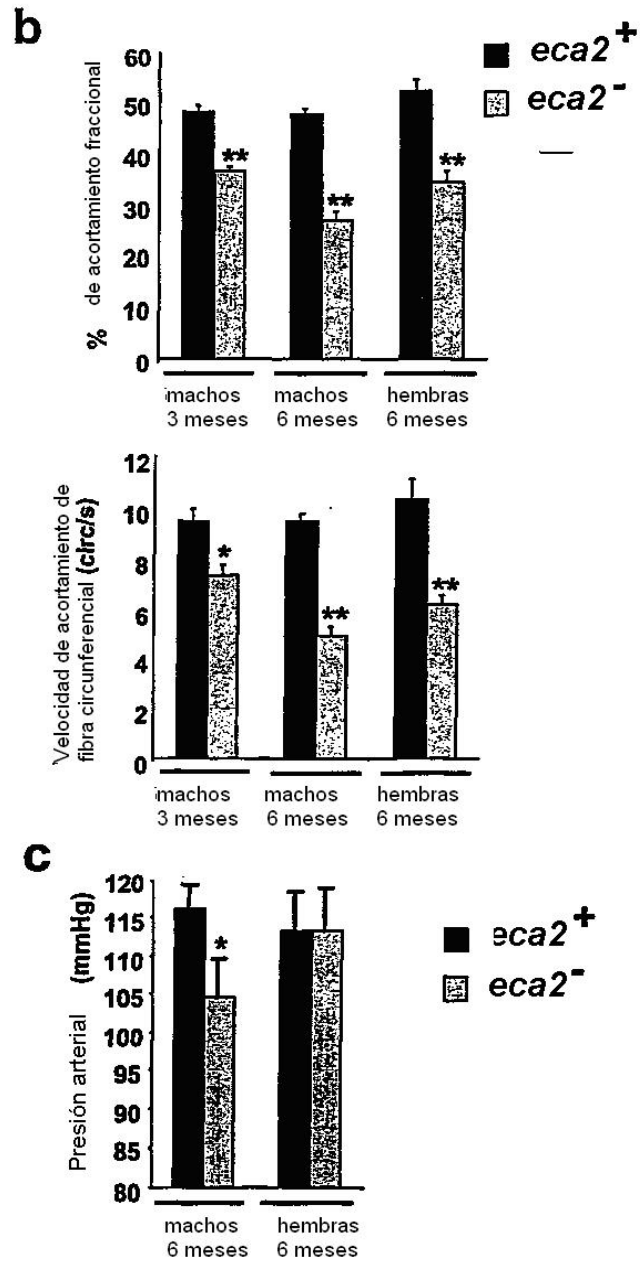 b
eca2+
eca2-
% de acortamiento fraccional
60
50
40
30
20
10
0
**
**
**
machos
3 meses
machos
6 meses
hembras
6 meses
Velocidad de acortamiento de
fibra circunferencial (circ/s)
12
10
8
6
4
2
0
*
**
**
machos
3 meses
machos
6 meses
hembras
6 meses
c
eca2+
eca2-
Presión arterial (mmHg)
120
115
110
105
100
95
90
85
80
*
machos
6 meses
hembras
6 meses